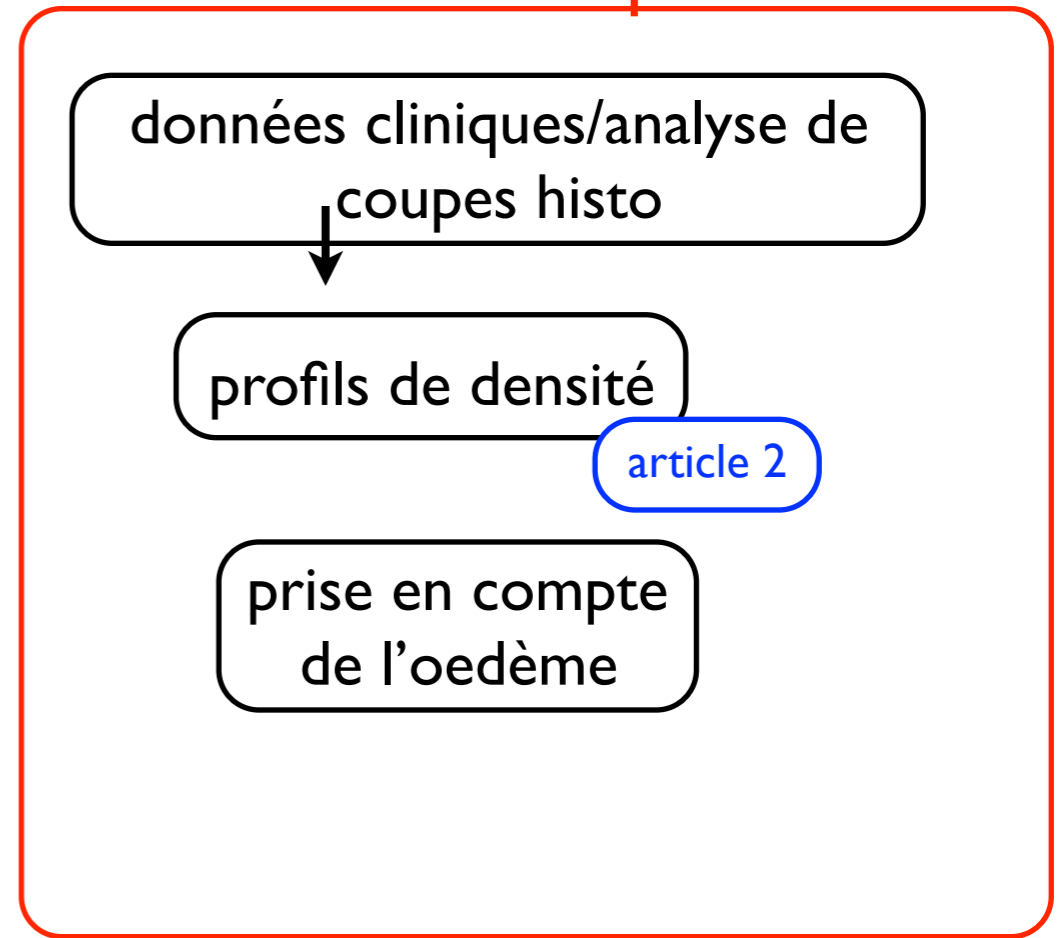 données cliniques/analyse de
coupes histo
profils de densité
article 2
prise en compte
de l’oedème